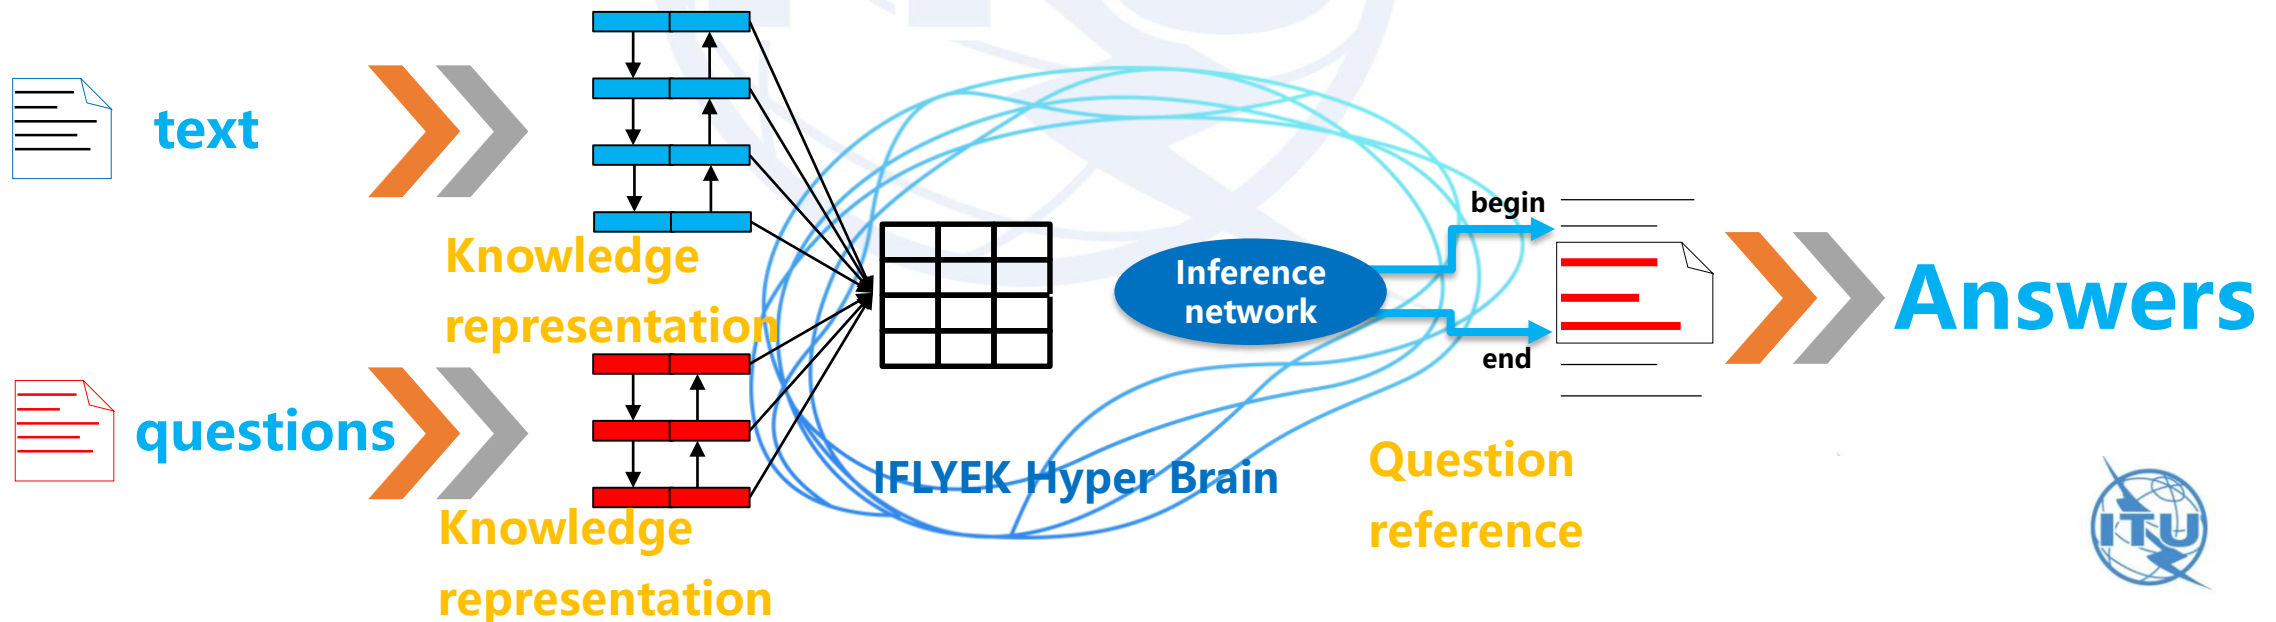 text
Knowledge
representation
questions
Knowledge
representation
IFLYEK Hyper Brain
Inference
network
begin
end
Question
reference
Answers
ITU